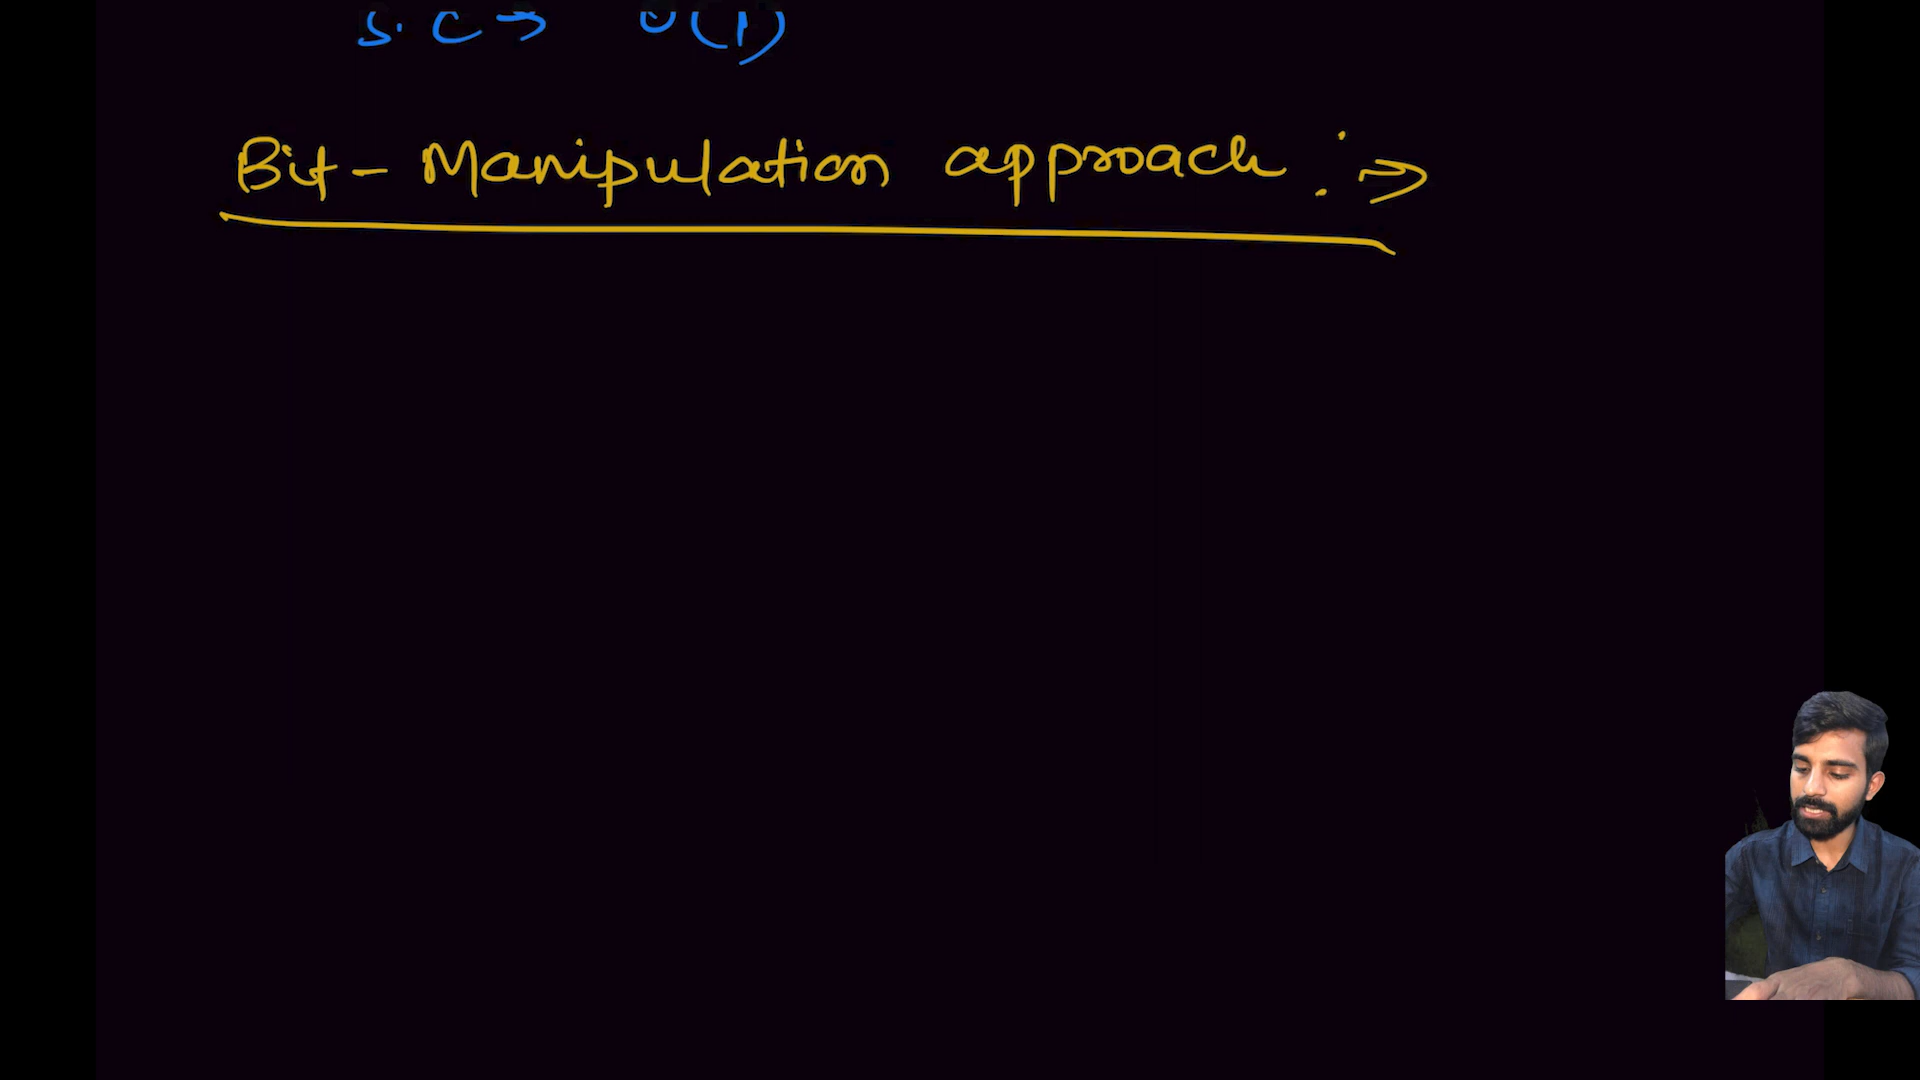 S.C → O(1)
Bit - Manipulation approach : →